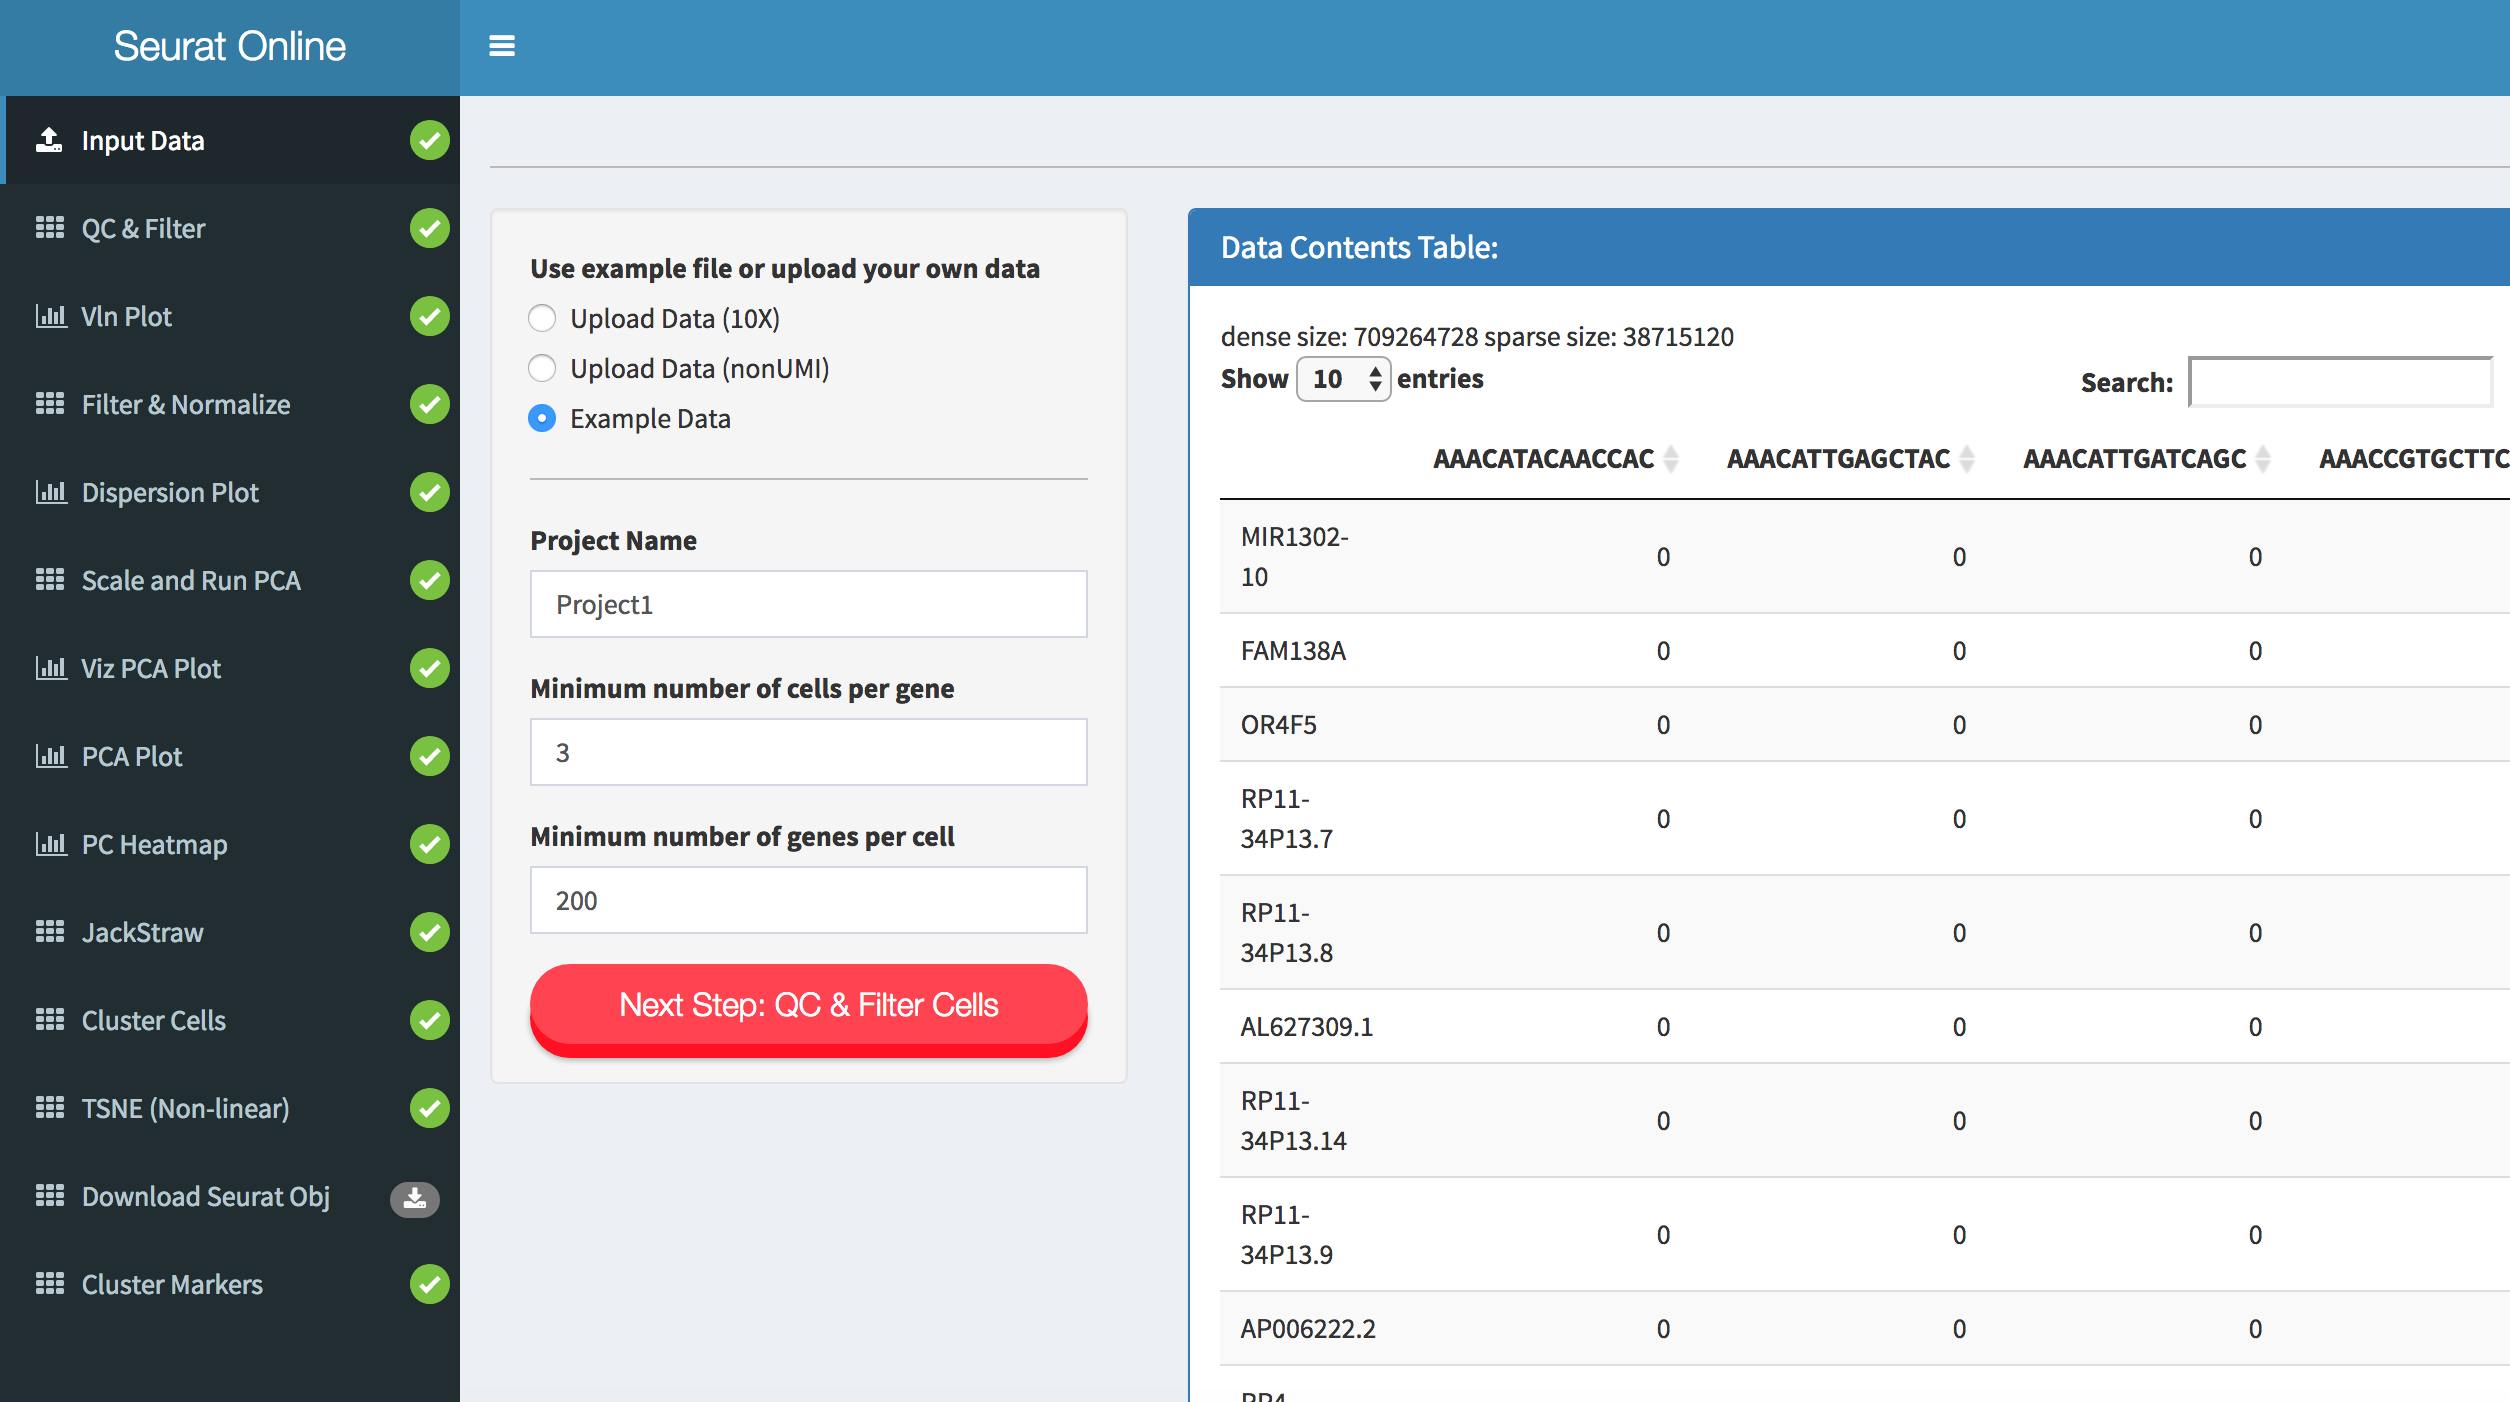 Seurat Online
Input Data
QC & Filter
Vln Plot
Filter & Normalize
Dispersion Plot
Scale and Run PCA
Viz PCA Plot
PCA Plot
PC Heatmap
JackStraw
Cluster Cells
TSNE (Non-linear)
Download Seurat Obj
Cluster Markers
Use example file or upload your own data
Upload Data (10X)
Upload Data (nonUMI)
Example Data
Project Name
Project1
Minimum number of cells per gene
3
Minimum number of genes per cell
200
Next Step: QC & Filter Cells
Data Contents Table:
dense size: 709264728 sparse size: 38715120
Show 10 entries
Search:
AAACATACAACCAC AAACATTGAGCTAC AAACATTGATCAGC AAACCGTGCTTC
MIR1302-
10 0 0 0
FAM138A 0 0 0
OR4F5 0 0 0
RP11-
34P13.7 0 0 0
RP11-
34P13.8 0 0 0
AL627309.1 0 0 0
RP11-
34P13.14 0 0 0
RP11-
34P13.9 0 0 0
AP006222.2 0 0 0